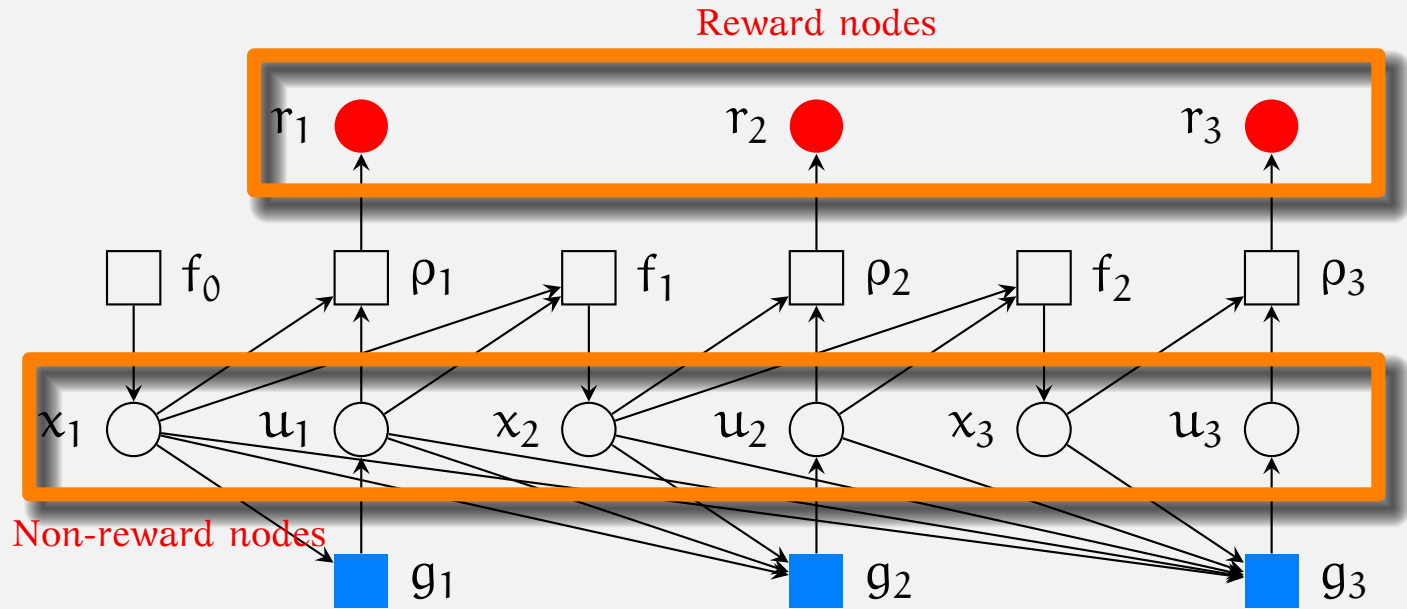 Reward nodes
r₁ r₂ r₃
f₀ ρ₁ f₁ ρ₂ f₂ ρ₃
x₁ u₁ x₂ u₂ x₃ u₃
Non-reward nodes
g₁ g₂ g₃